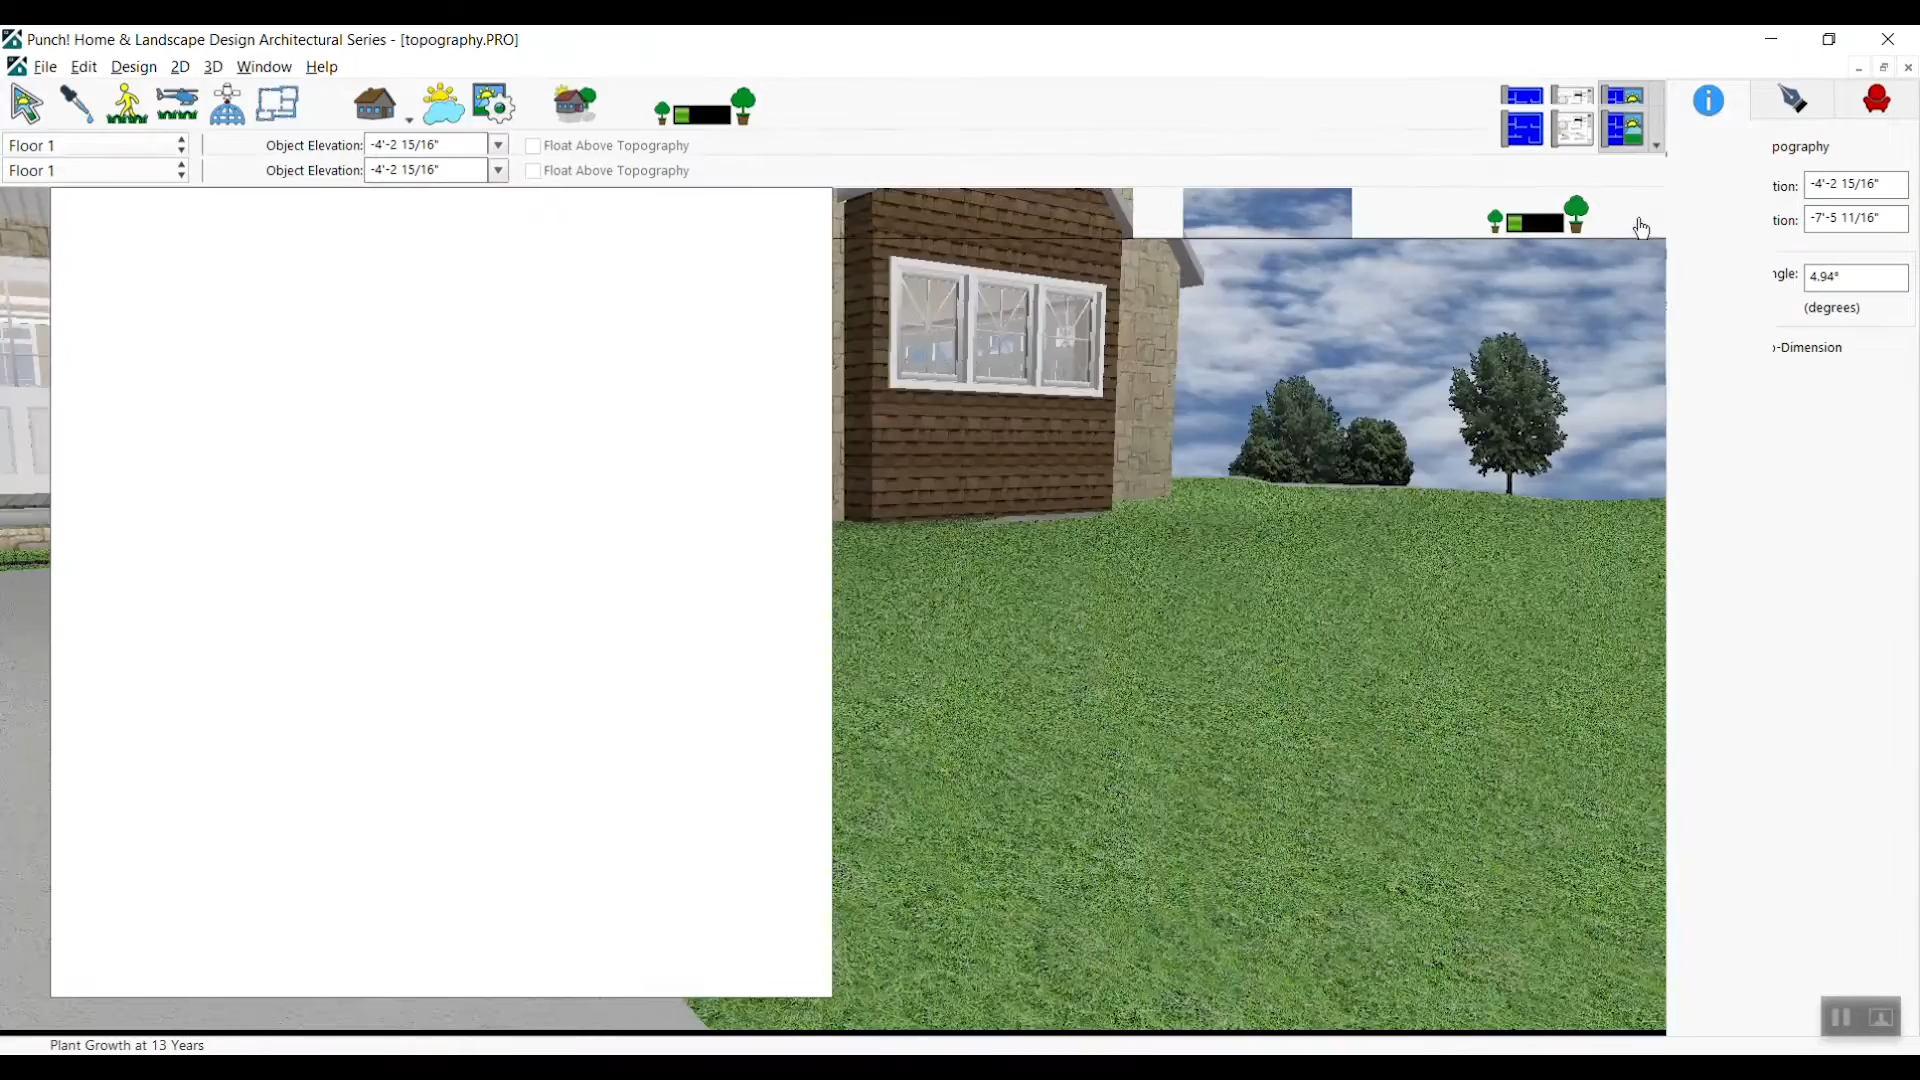 Punch! Home & Landscape Design Architectural Series - [topography.PRO]
File Edit Design 2D 3D Window Help
Floor 1 Object Elevation: -4'-2 15/16" Float Above Topography
Floor 1 Object Elevation: -4'-2 15/16" Float Above Topography
pography
tion: -4'-2 15/16"
tion: -7'-5 11/16"
ngle: 4.94°
(degrees)
o-Dimension
Plant Growth at 13 Years